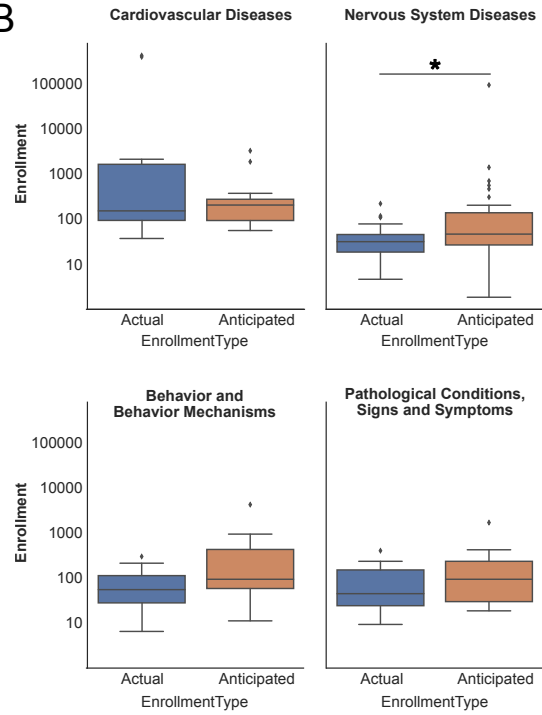 B
Cardiovascular Diseases
Nervous System Diseases
*
Enrollment
100000
10000
1000
100
10
Actual Anticipated
EnrollmentType
Actual Anticipated
EnrollmentType
Behavior and
Behavior Mechanisms
Pathological Conditions,
Signs and Symptoms
Enrollment
100000
10000
1000
100
10
Actual Anticipated
EnrollmentType
Actual Anticipated
EnrollmentType